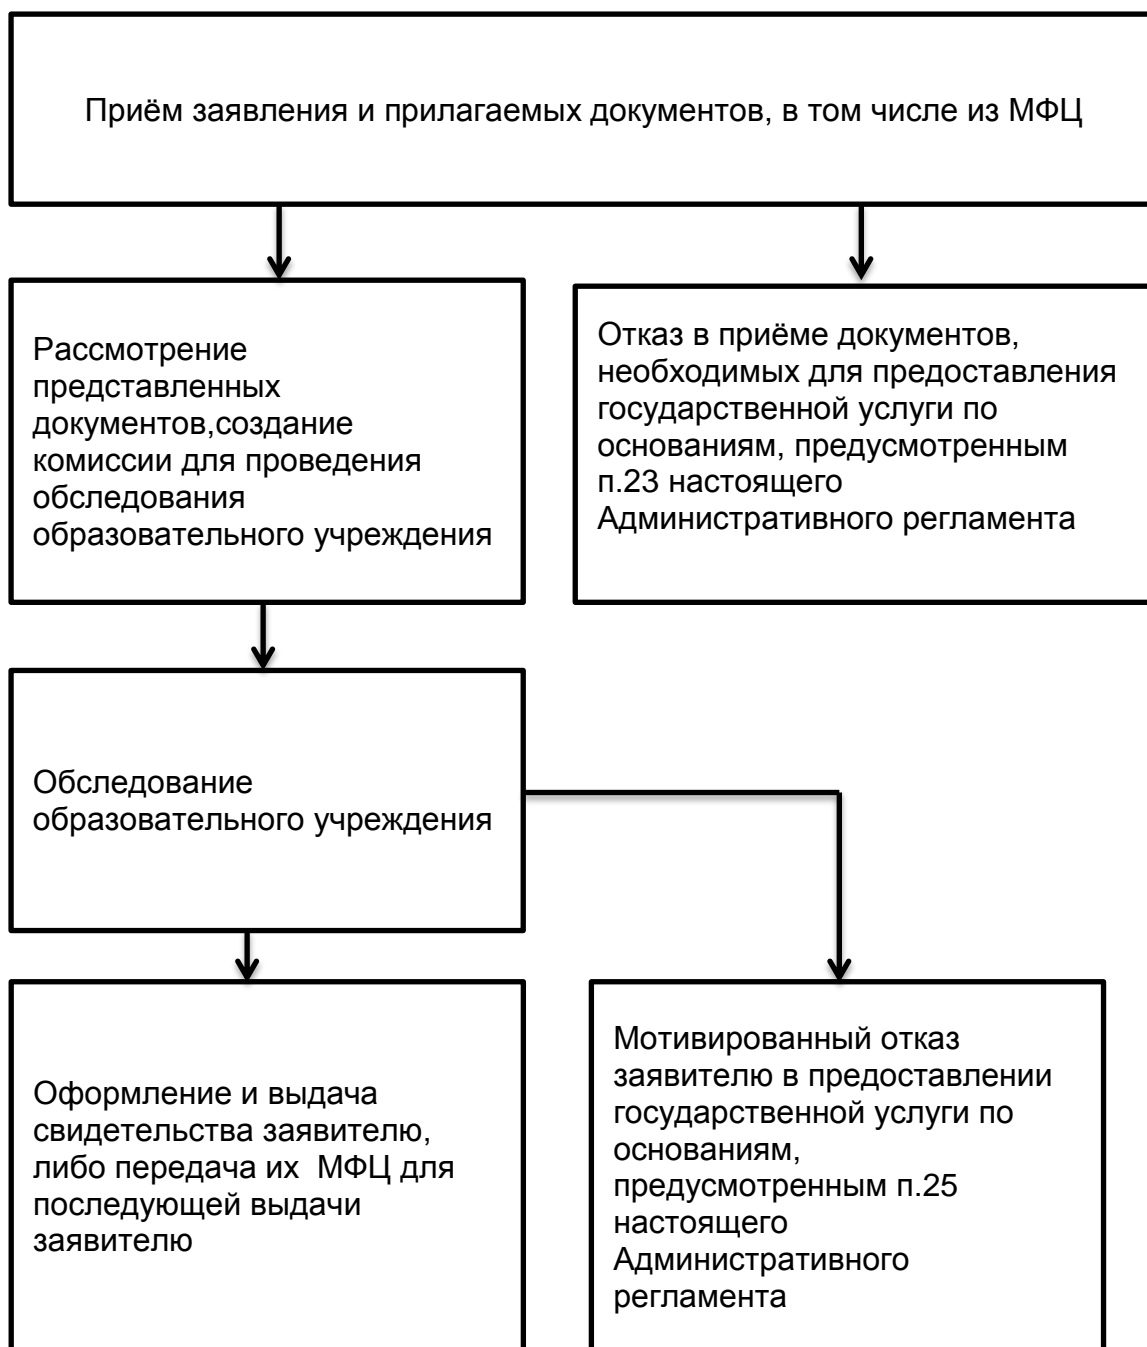 Приём заявления и прилагаемых документов, в том числе из МФЦ
Рассмотрение
представленных
документов,создание
комиссии для проведения
обследования
образовательного учреждения
Отказ в приёме документов,
необходимых для предоставления
государственной услуги по
основаниям, предусмотренным
п.23 настоящего
Административного регламента
Обследование
образовательного учреждения
Оформление и выдача
свидетельства заявителю,
либо передача их  МФЦ для
последующей выдачи
заявителю
Мотивированный отказ
заявителю в предоставлении
государственной услуги по
основаниям,
предусмотренным п.25
настоящего
Административного
регламента